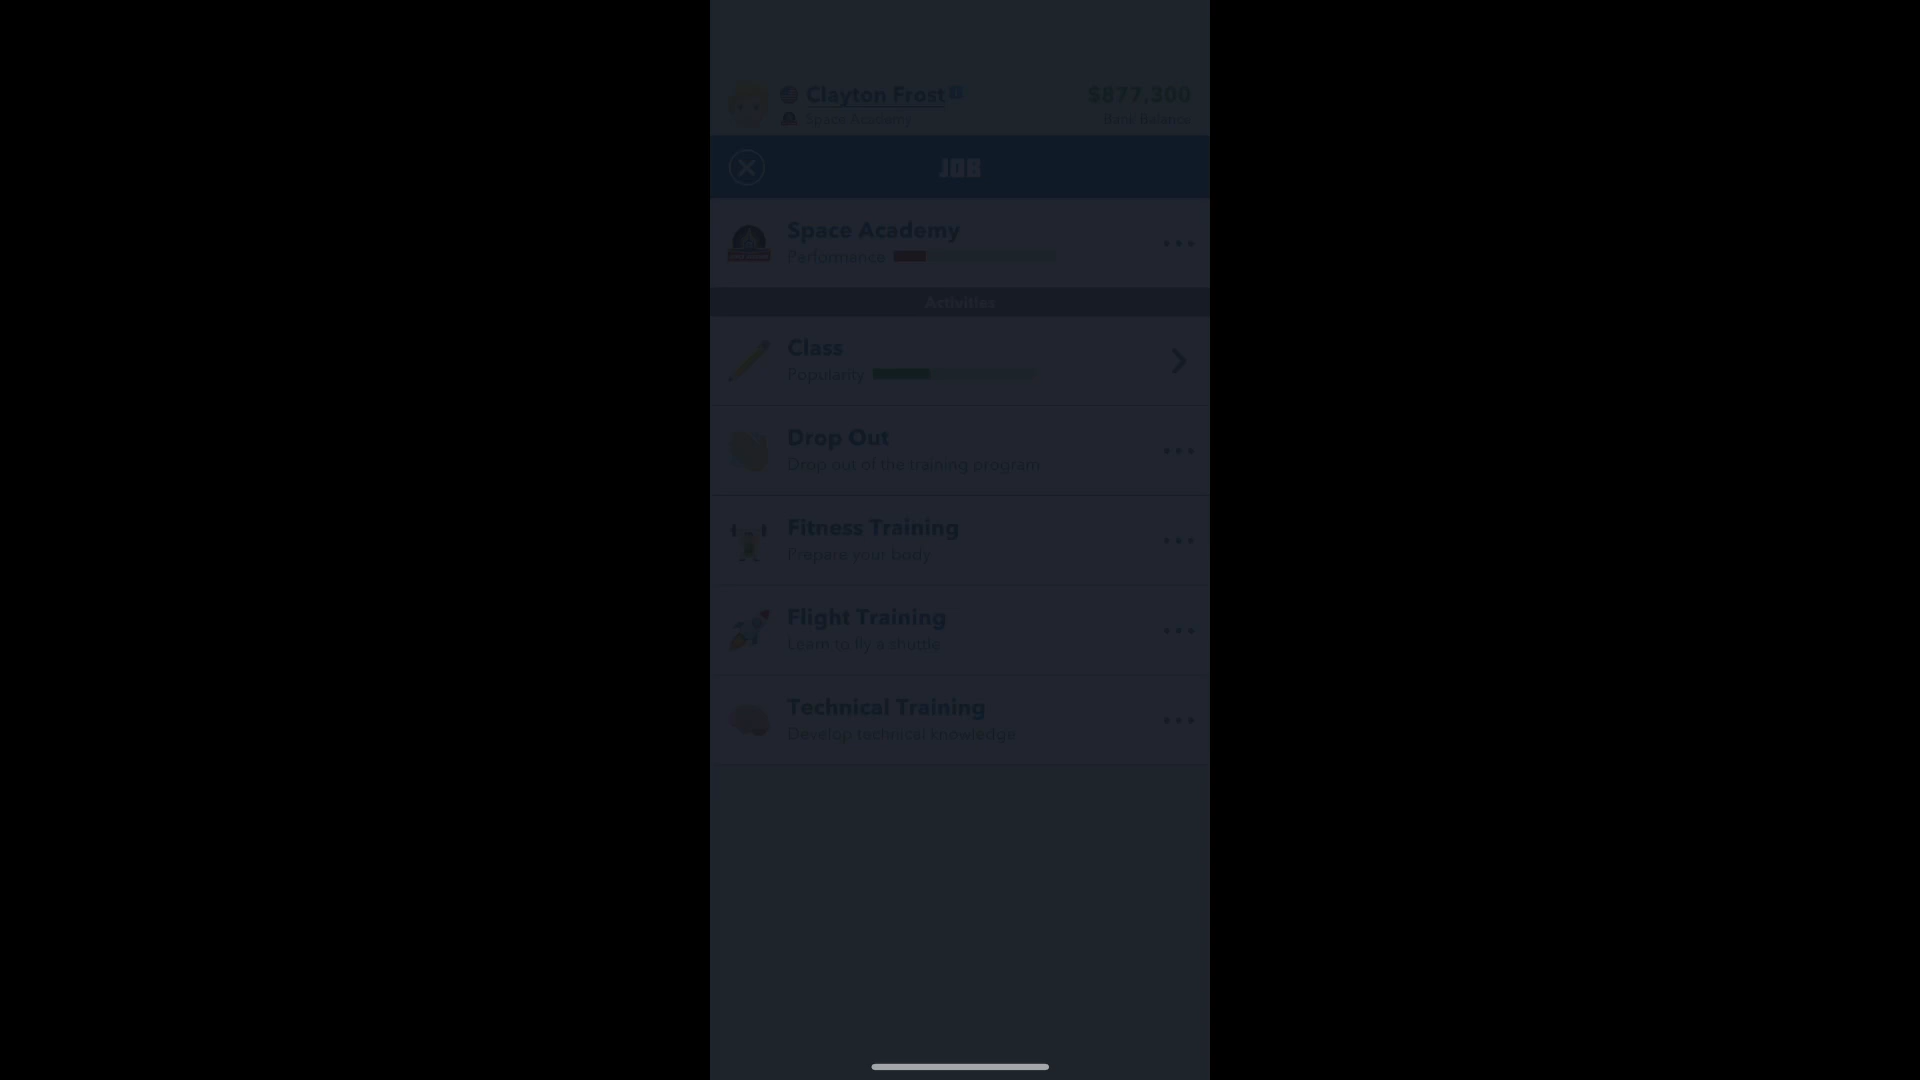 Clayton Frost
$877,300
Space Academy
Bank Balance
JOB
Space Academy
Performance
Activities
Class
Popularity
Drop Out
Drop out of the training program
Fitness Training
Prepare your body
Flight Training
Learn to fly a shuttle
Technical Training
Develop technical knowledge